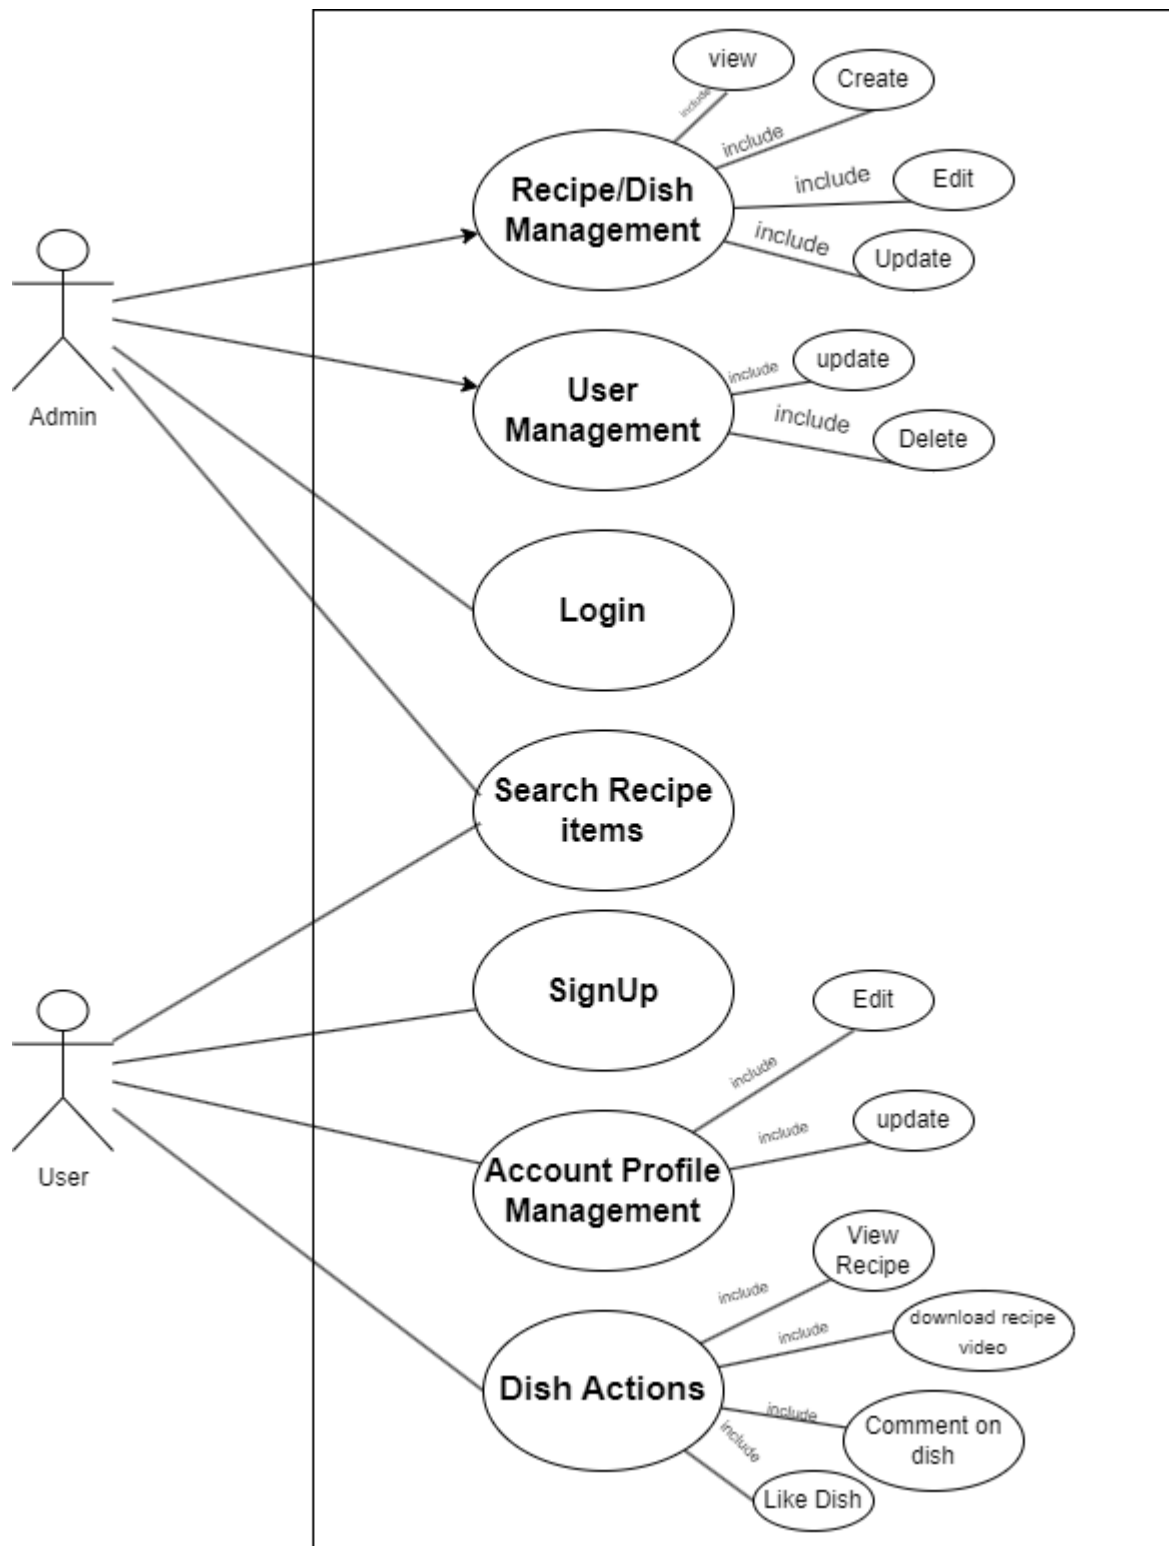 view
include
Create
include
Recipe/Dish
Management
include
Edit
include
Update
Admin
User
Management
include
update
include
Delete
Login
Search Recipe
items
SignUp
Edit
include
User
Account Profile
Management
include
update
View
Recipe
include
download recipe
video
include
Dish Actions
include
Comment on
dish
include
Like Dish